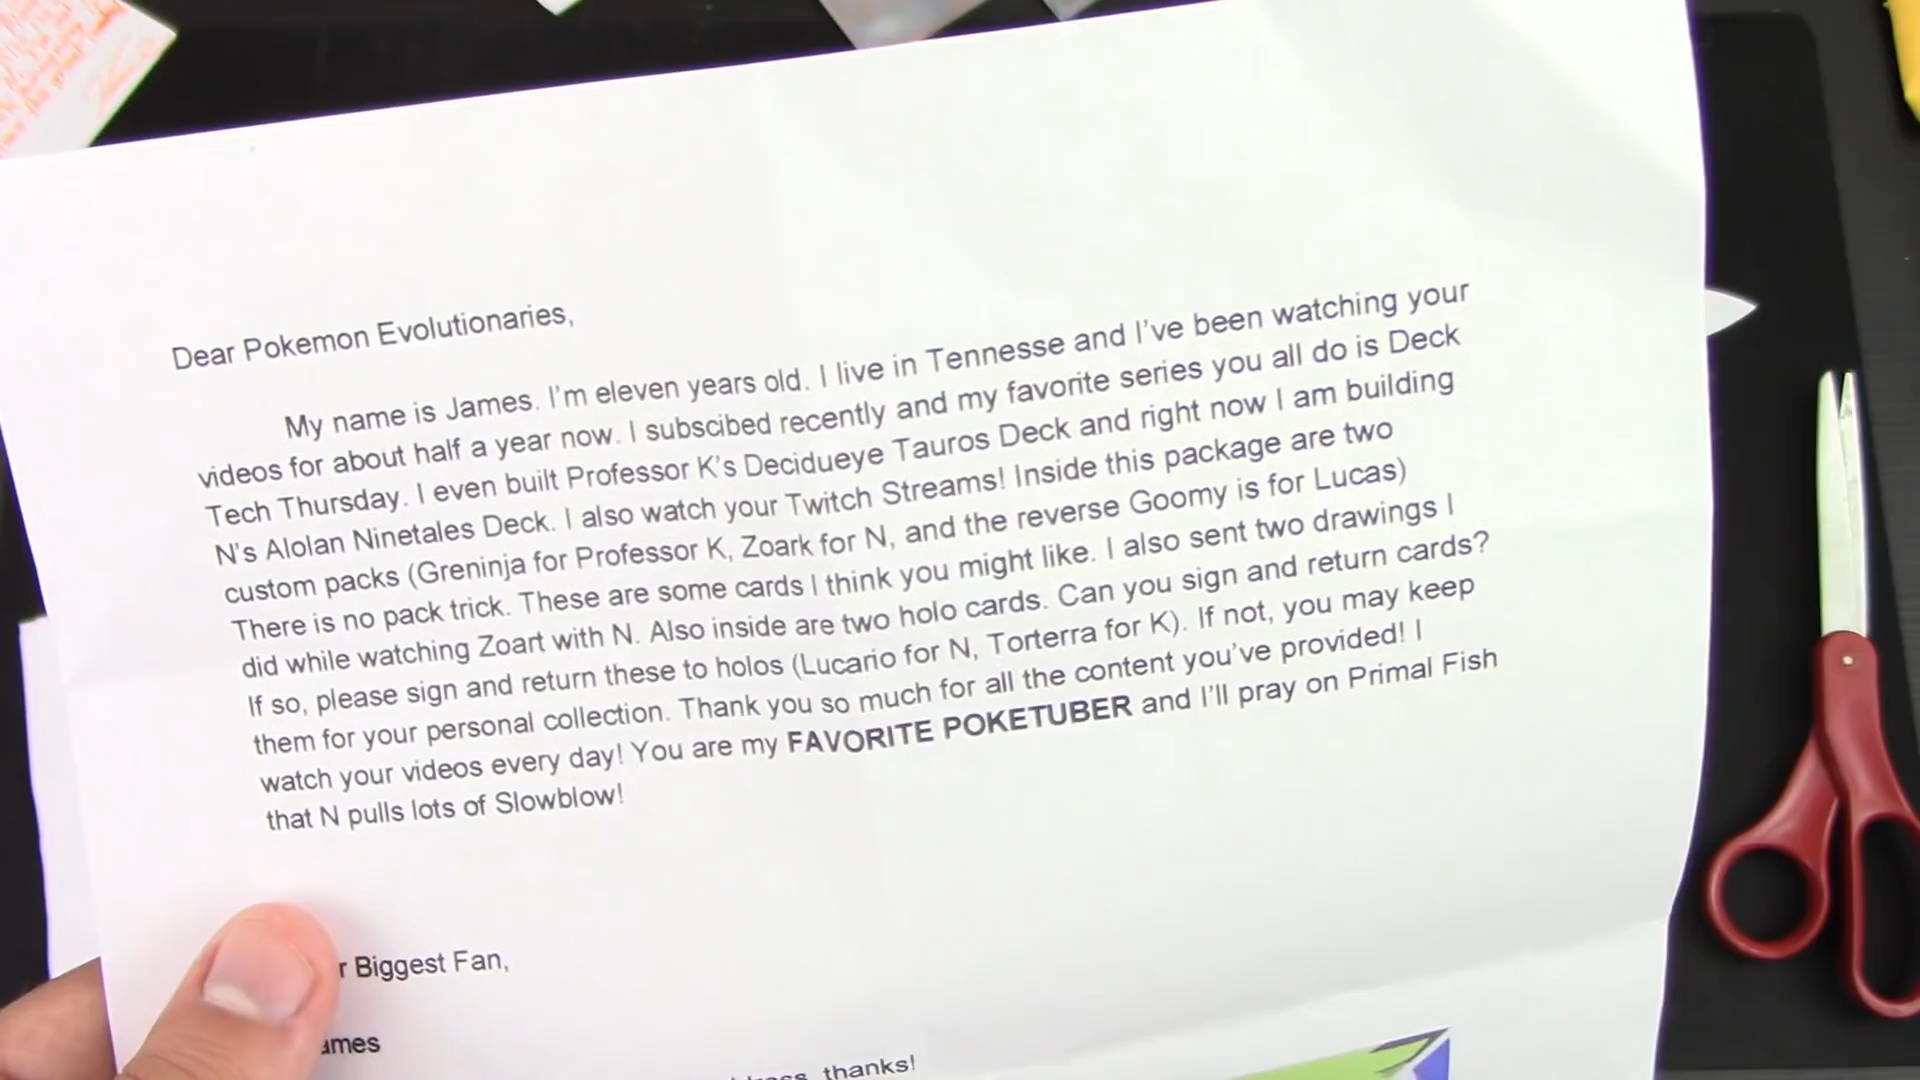 Dear Pokemon Evolutionaries,
My name is James. I'm eleven years old. I live in Tennesse and I've been watching your
videos for about half a year now. I subscibed recently and my favorite series you all do is Deck
Tech Thursday. I even built Professor K's Decidueye Tauros Deck and right now I am building
N's Alolan Ninetales Deck. I also watch your Twitch Streams! Inside this package are two
custom packs (Greninja for Professor K, Zoark for N, and the reverse Goomy is for Lucas)
There is no pack trick. These are some cards I think you might like. I also sent two drawings I
did while watching Zoart with N. Also inside are two holo cards. Can you sign and return cards?
If so, please sign and return these to holos (Lucario for N, Torterra for K). If not, you may keep
them for your personal collection. Thank you so much for all the content you've provided! I
watch your videos every day! You are my FAVORITE POKETUBER and I'll pray on Primal Fish
that N pulls lots of Slowblow!
r Biggest Fan,
ames
thanks!